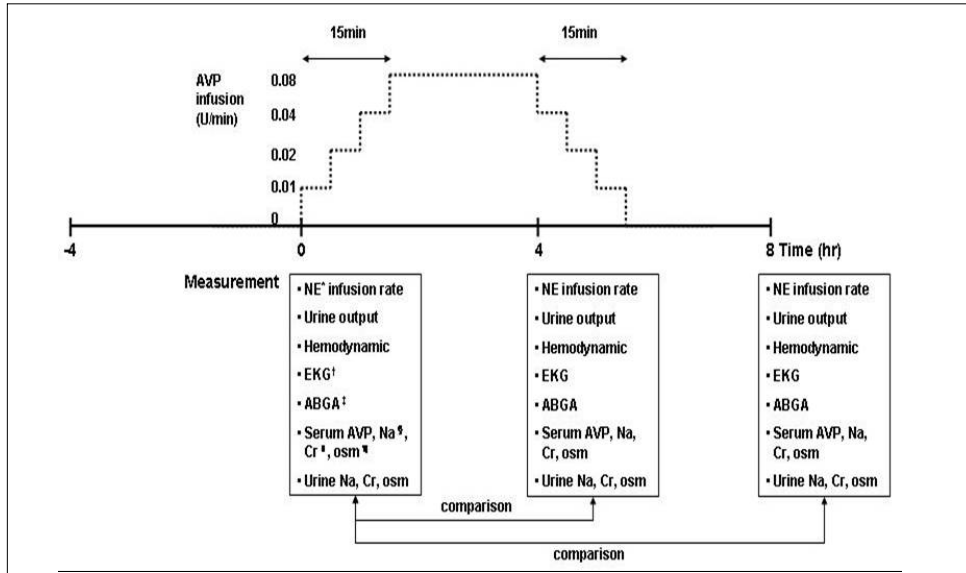 15min 15min
AVP
infusion
(U/min)
0.08
0.04
0.02
0.01
0
-4 0 4 8 Time (hr)
Measurement
▪ NE* infusion rate
▪ Urine output
▪ Hemodynamic
▪ EKG†
▪ ABGA‡
▪ Serum AVP, Na§,
Cr॥, osm¶
▪ Urine Na, Cr, osm
▪ NE infusion rate
▪ Urine output
▪ Hemodynamic
▪ EKG
▪ ABGA
▪ Serum AVP, Na,
Cr, osm
▪ Urine Na, Cr, osm
▪ NE infusion rate
▪ Urine output
▪ Hemodynamic
▪ EKG
▪ ABGA
▪ Serum AVP, Na,
Cr, osm
▪ Urine Na, Cr, osm
comparison
comparison